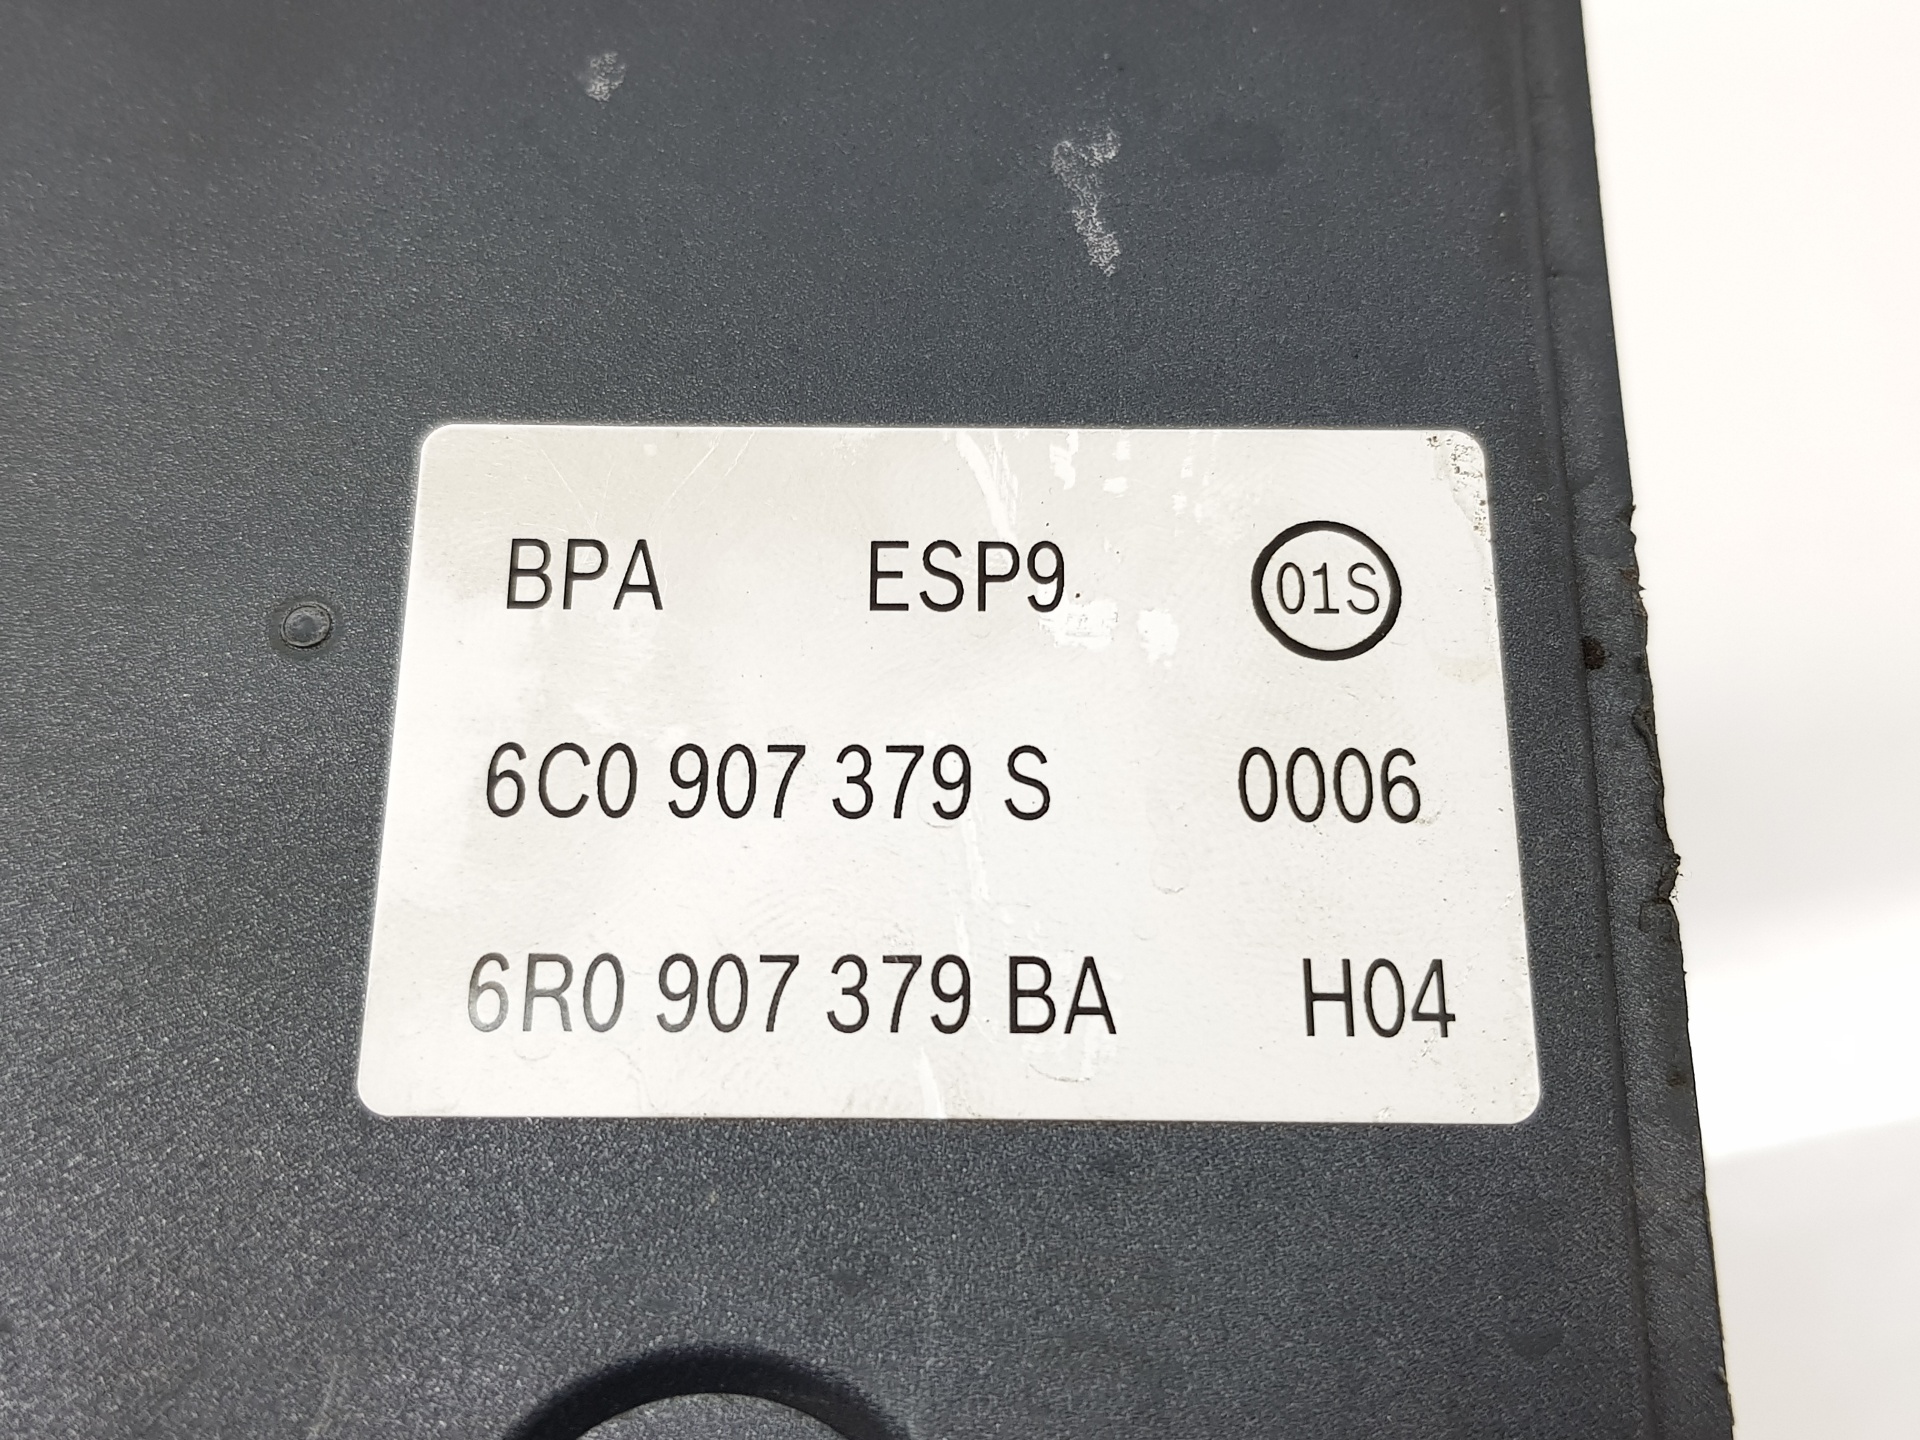 BPA ESP9 01S
6C0 907 379 S 0006
6R0 907 379 BA H04